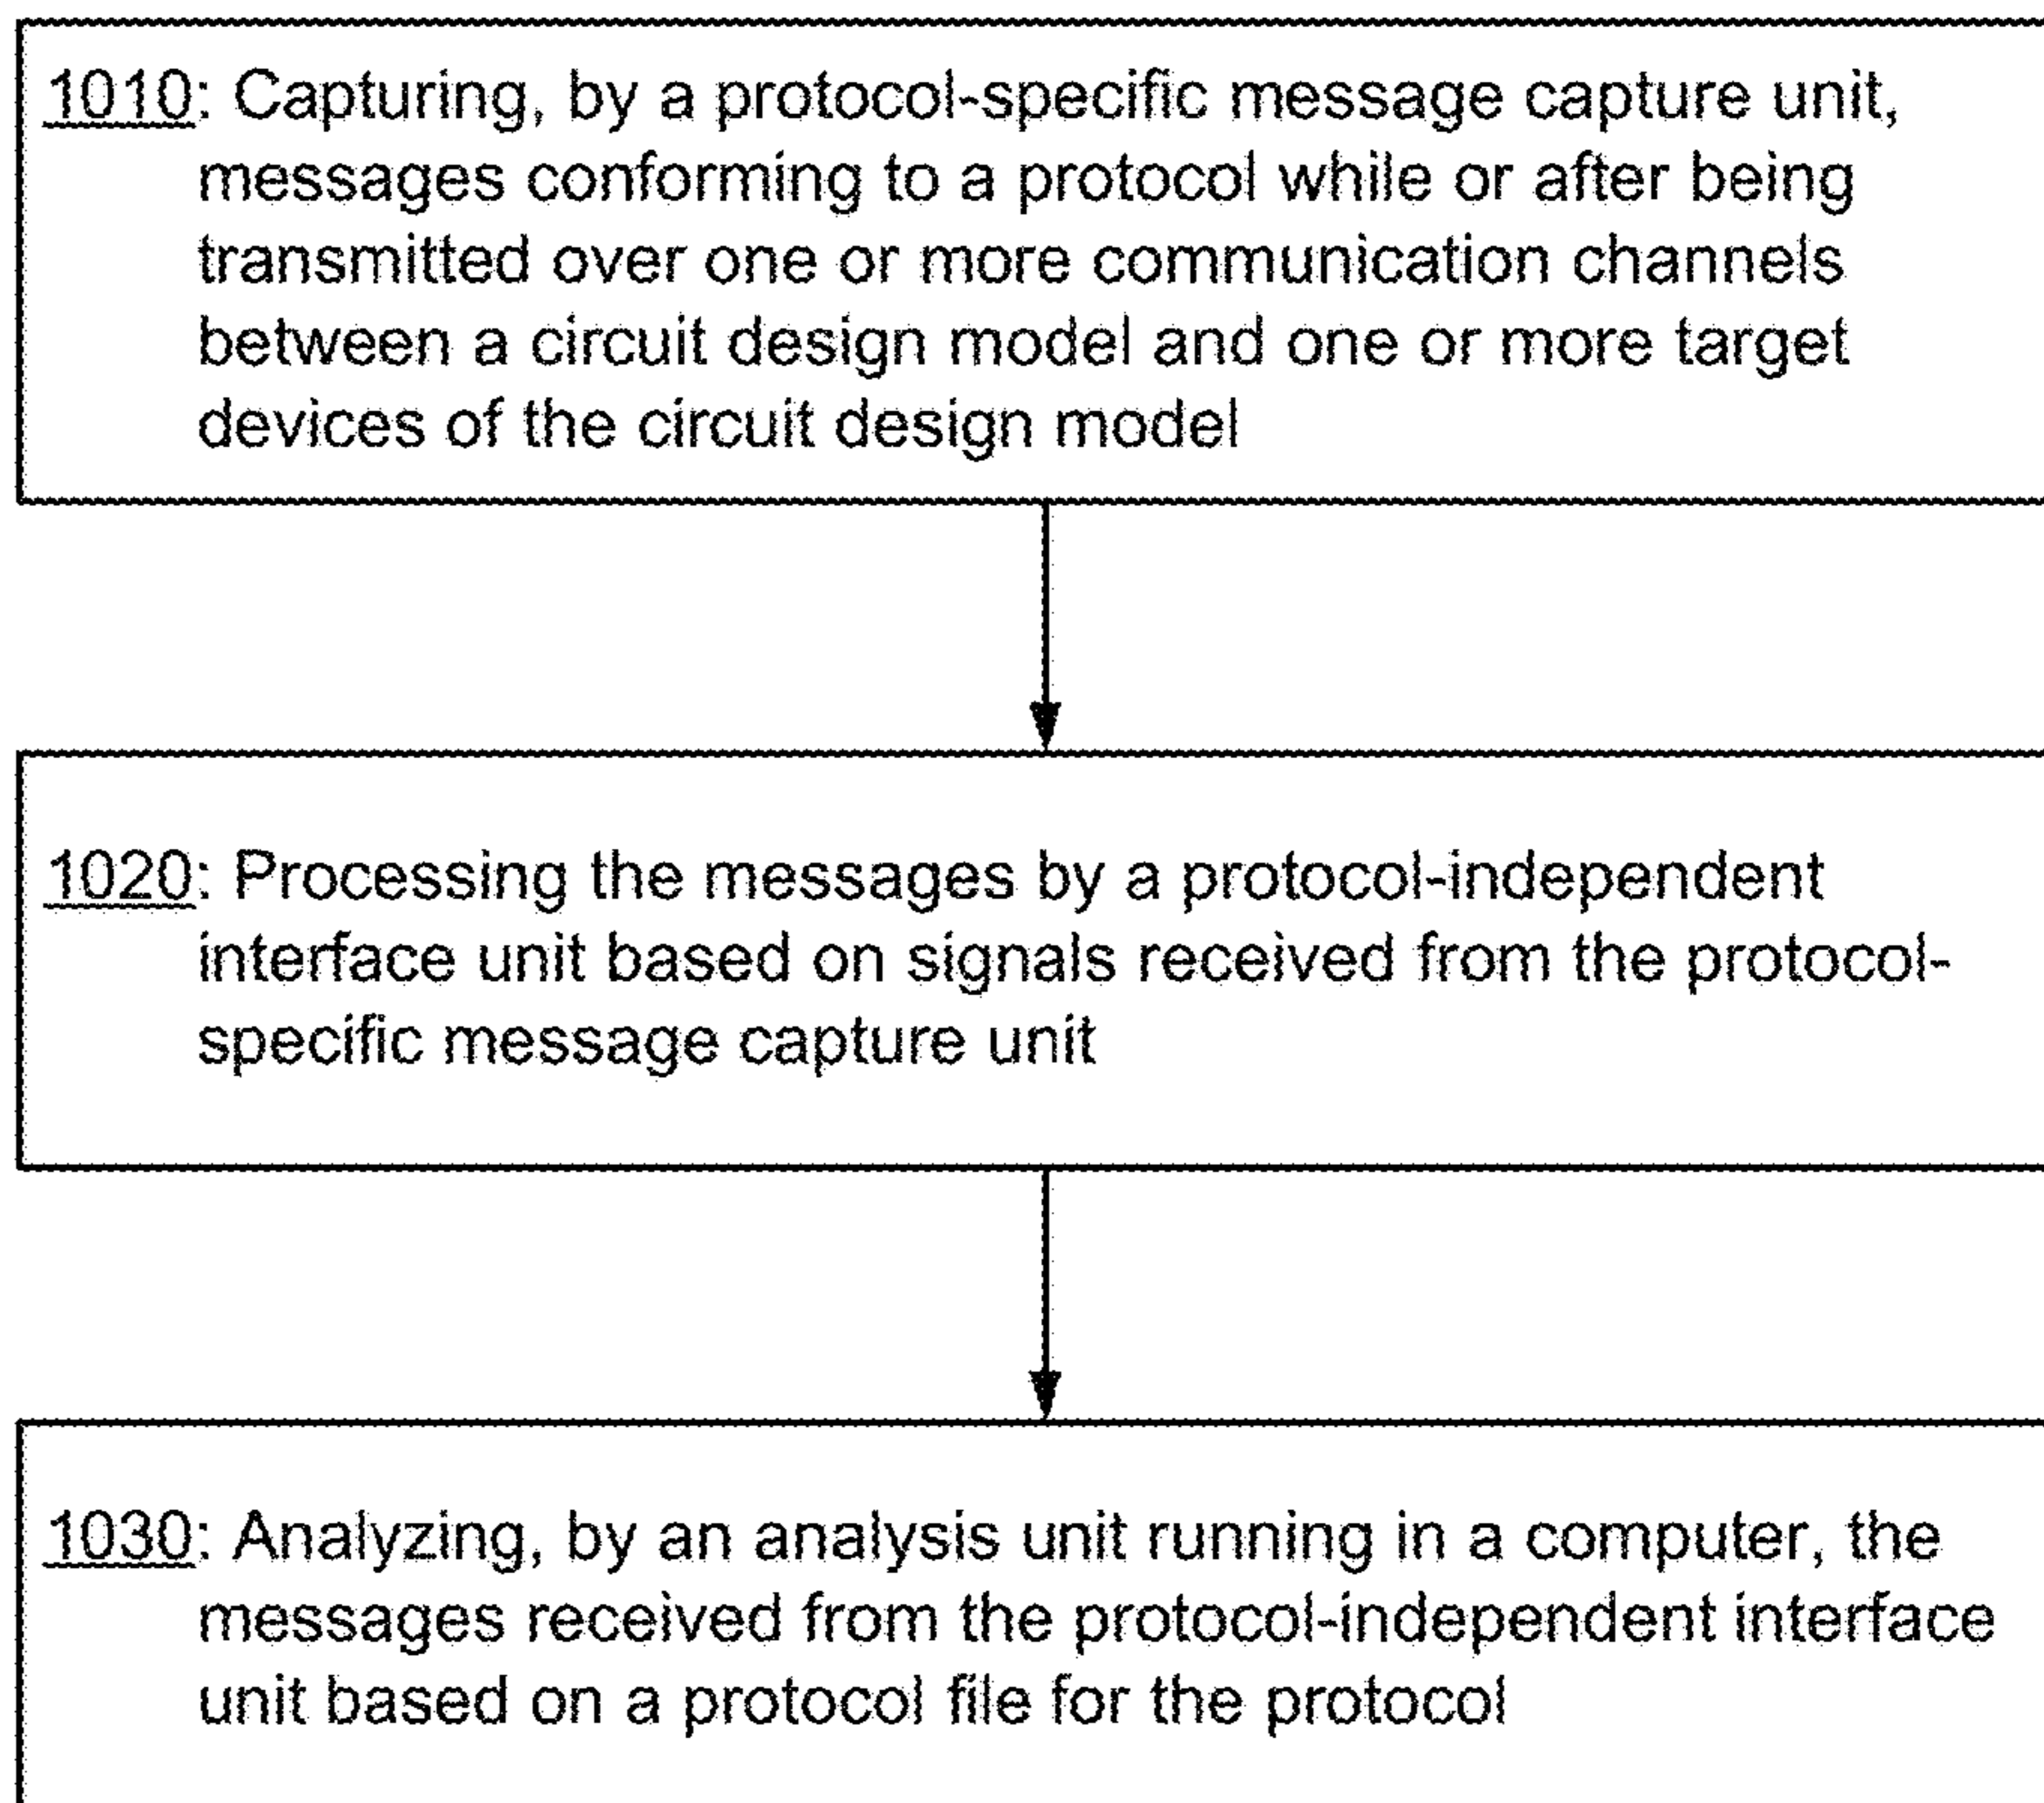 1010: Capturing, by a protocol-specific message capture unit,
messages conforming to a protocol while or after being
transmitted over one or more communication channels
between a circuit design model and one or more target
devices of the circuit design model
1020: Processing the messages by a protocol-independent
interface unit based on signals received from the protocol-
specific message capture unit
1030: Analyzing, by an analysis unit running in a computer, the
messages received from the protocol-independent interface
unit based on a protocol file for the protocol